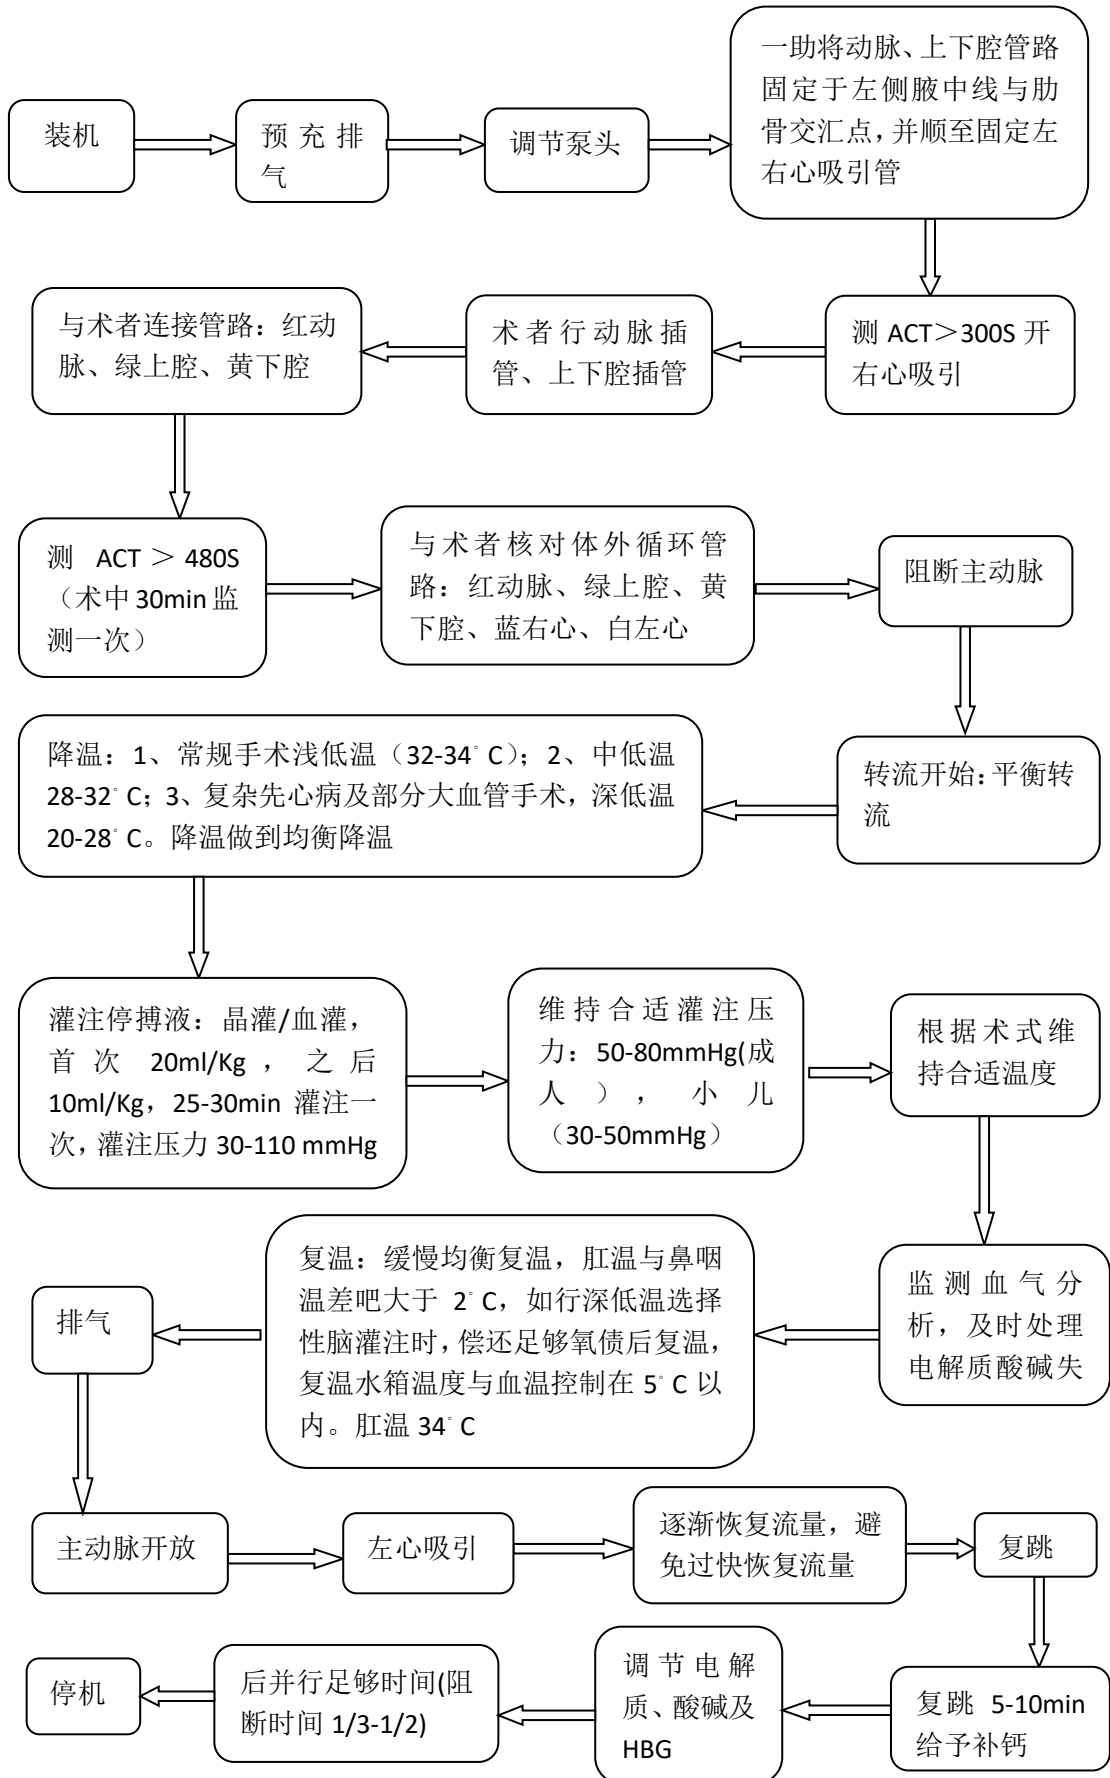 装机
预充排
气
调节泵头
一助将动脉、上下腔管路
固定于左侧腋中线与肋
骨交汇点，并顺至固定左
右心吸引管
测 ACT＞300S 开
右心吸引
术者行动脉插
管、上下腔插管
与术者连接管路：红动
脉、绿上腔、黄下腔
测 ACT ＞ 480S
（术中 30min 监
测一次）
与术者核对体外循环管
路：红动脉、绿上腔、黄
下腔、蓝右心、白左心
阻断主动脉
转流开始：平衡转
流
降温：1、常规手术浅低温（32-34°C）；2、中低温
28-32°C；3、复杂先心病及部分大血管手术，深低温
20-28°C。降温做到均衡降温
灌注停搏液：晶灌/血灌，
首次 20ml/Kg，之后
10ml/Kg，25-30min 灌注一
次，灌注压力 30-110 mmHg
维持合适灌注压
力：50-80mmHg(成
人），小儿
（30-50mmHg）
根据术式维
持合适温度
监测血气分
析，及时处理
电解质酸碱失
复温：缓慢均衡复温，肛温与鼻咽
温差吧大于 2°C，如行深低温选择
性脑灌注时，偿还足够氧债后复温，
复温水箱温度与血温控制在 5°C 以
内。肛温 34°C
排气
主动脉开放
左心吸引
逐渐恢复流量，避
免过快恢复流量
复跳
复跳 5-10min
给予补钙
调节电解
质、酸碱及
HBG
后并行足够时间(阻
断时间 1/3-1/2)
停机